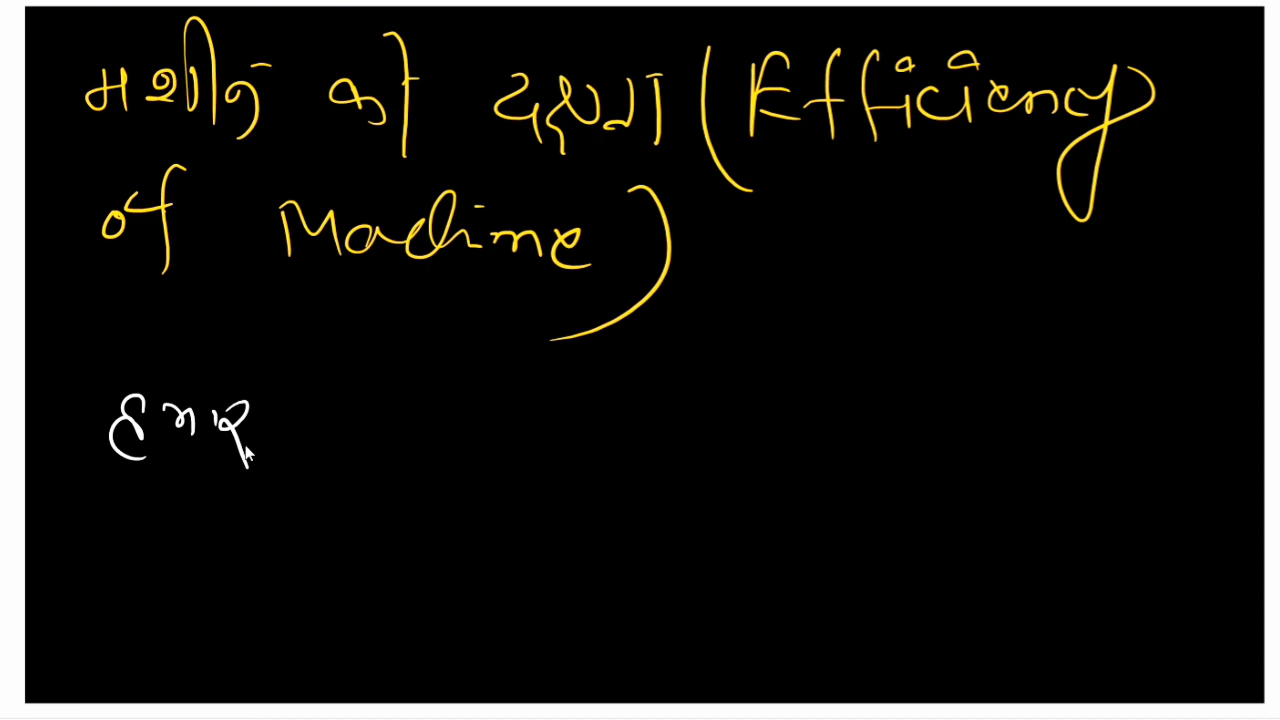 मशीन की दक्षता (Efficiency
of Machine)